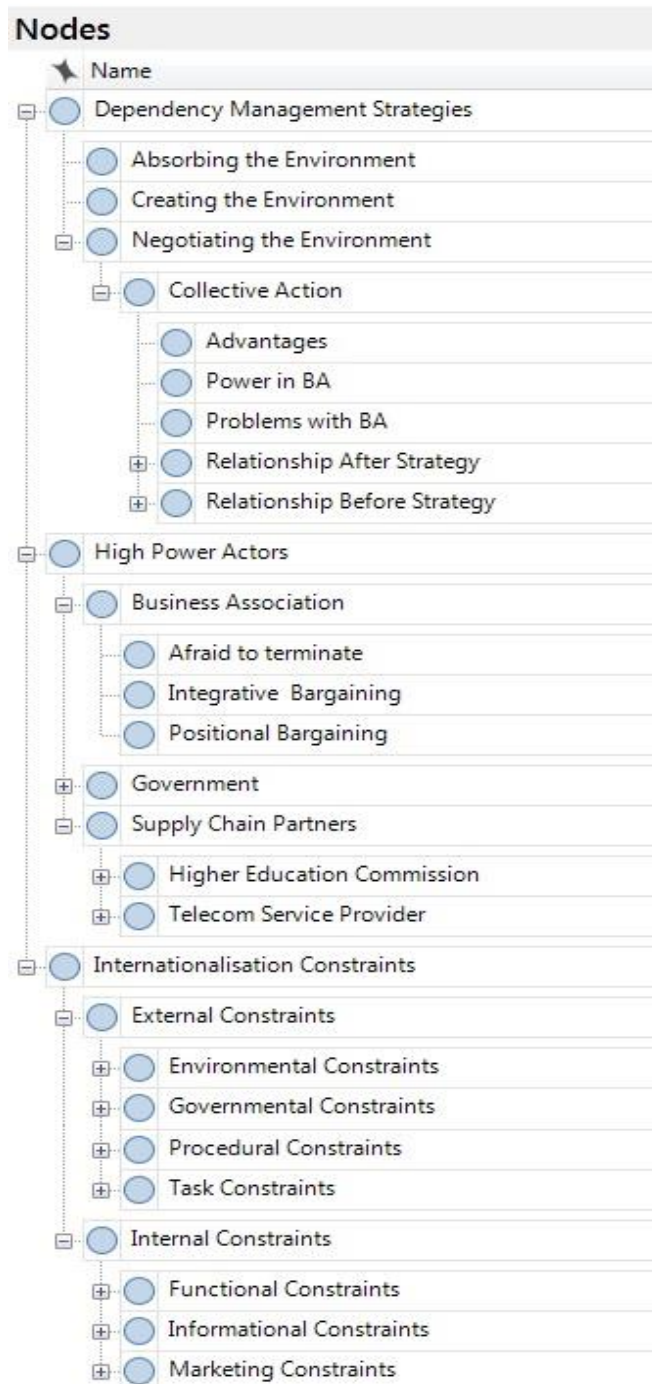 Nodes
Name
Dependency Management Strategies
Absorbing the Environment
Creating the Environment
Negotiating the Environment
Collective Action
Advantages
Power in BA
Problems with BA
Relationship After Strategy
Relationship Before Strategy
High Power Actors
Business Association
Afraid to terminate
Integrative Bargaining
Positional Bargaining
Government
Supply Chain Partners
Higher Education Commission
Telecom Service Provider
Internationalisation Constraints
External Constraints
Environmental Constraints
Governmental Constraints
Procedural Constraints
Task Constraints
Internal Constraints
Functional Constraints
Informational Constraints
Marketing Constraints